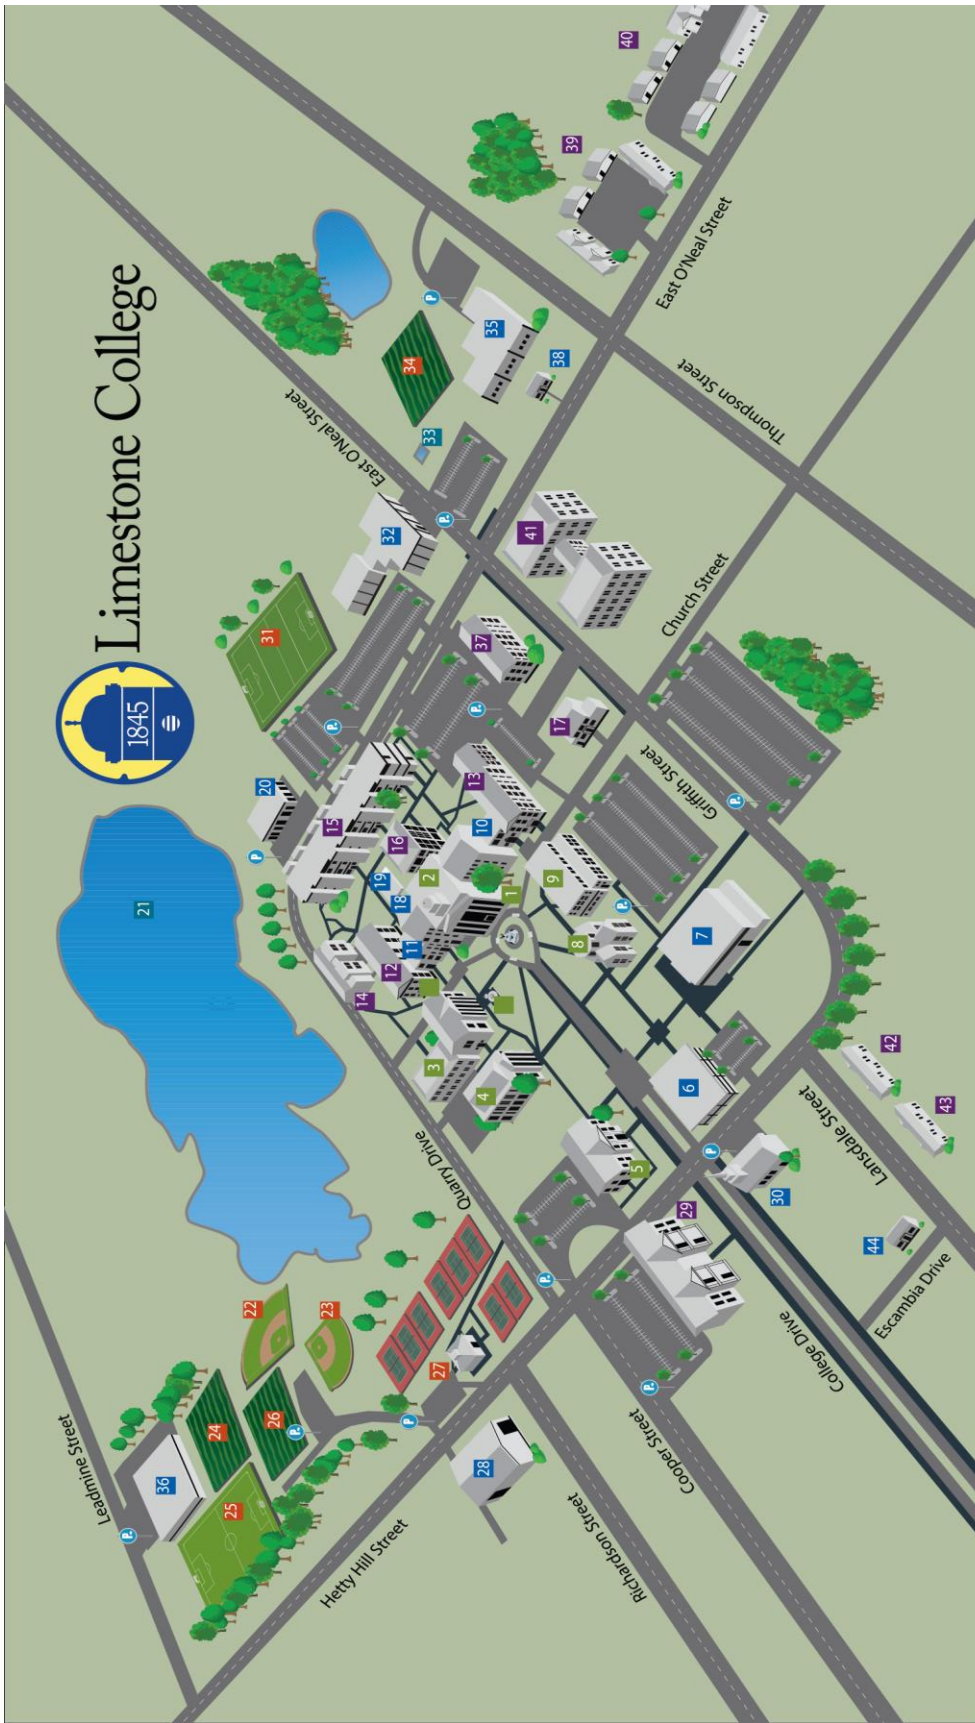 Limestone College
1845
Leadmine Street
Hetty Hill Street
Richardson Street
Cooper Street
College Drive
Escambia Drive
Lansdale Street
Quarry Drive
Griffith Street
Church Street
Thompson Street
East O'Neal Street
East O'Neal Street
1
2
3
4
5
6
7
8
9
10
11
12
13
14
15
16
17
18
19
20
21
22
23
24
25
26
27
28
29
30
31
32
33
34
35
36
37
38
39
40
41
42
43
44
P.
P
P.
P.
P.
P
P
P.
P.
P
P
P.
P